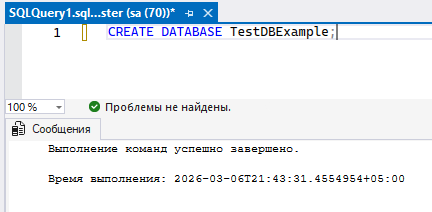 SQLQuery1.sql...ster (sa (70))*
1 CREATE DATABASE TestDBExample;
100 %
Проблемы не найдены.
Сообщения
Выполнение команд успешно завершено.
Время выполнения: 2026-03-06T21:43:31.4554954+05:00